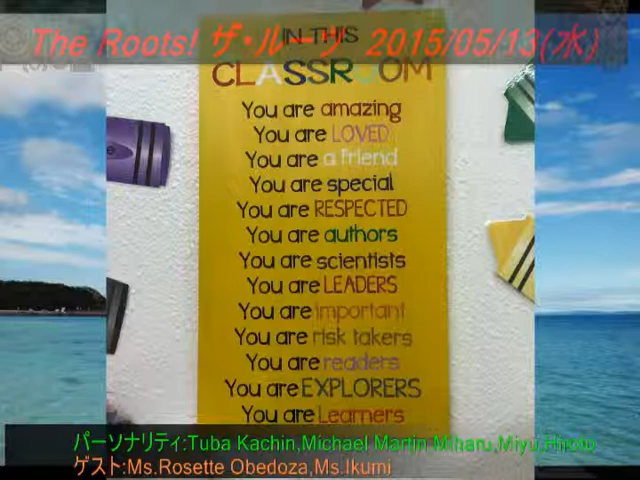 The Roots! ザ・ルーツ 2015/05/13(水)
IN THIS
CLASSROOM
You are amazing
You are LOVED
You are a friend
You are special
You are RESPECTED
You are authors
You are scientists
You are LEADERS
You are important
You are risk takers
You are readers
You are EXPLORERS
You are Learners
パーソナリティ:Tuba Kachin,Michael Martin,Miharu,Miyu,
ゲスト:Ms.Rosette Obedoza,Ms.Ikumi